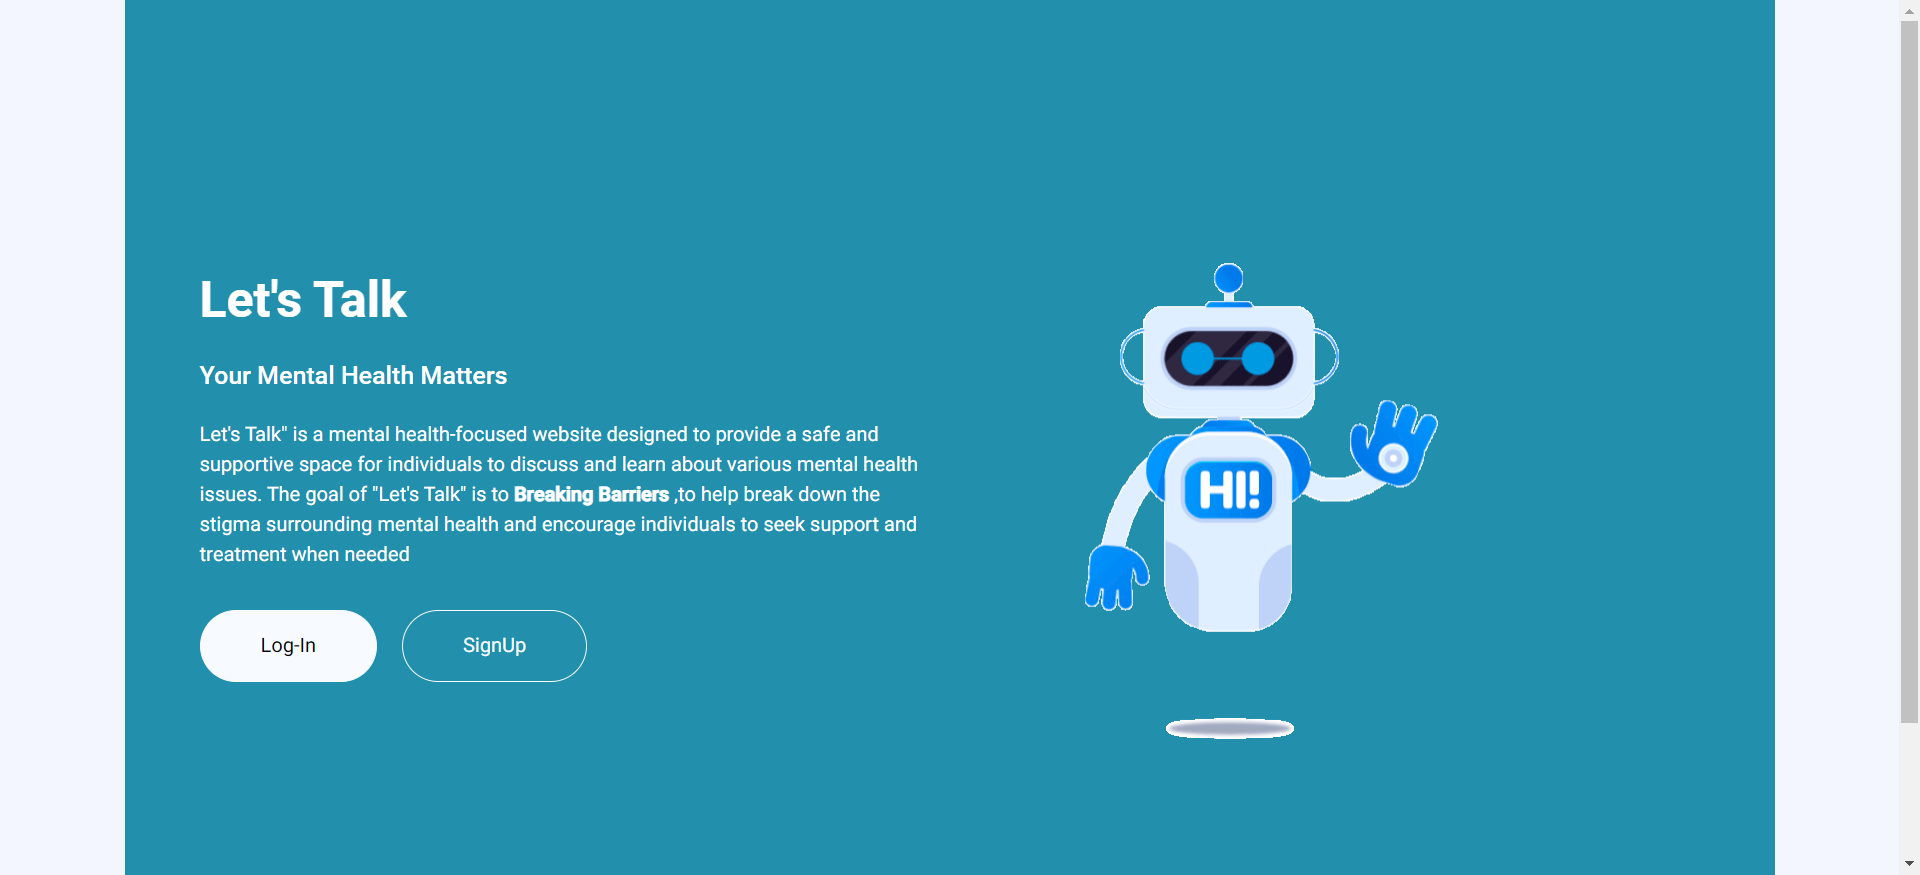 Let's Talk
Your Mental Health Matters
Let's Talk" is a mental health-focused website designed to provide a safe and
supportive space for individuals to discuss and learn about various mental health
issues. The goal of "Let's Talk" is to Breaking Barriers ,to help break down the
stigma surrounding mental health and encourage individuals to seek support and
treatment when needed
Log-In
SignUp
HI!